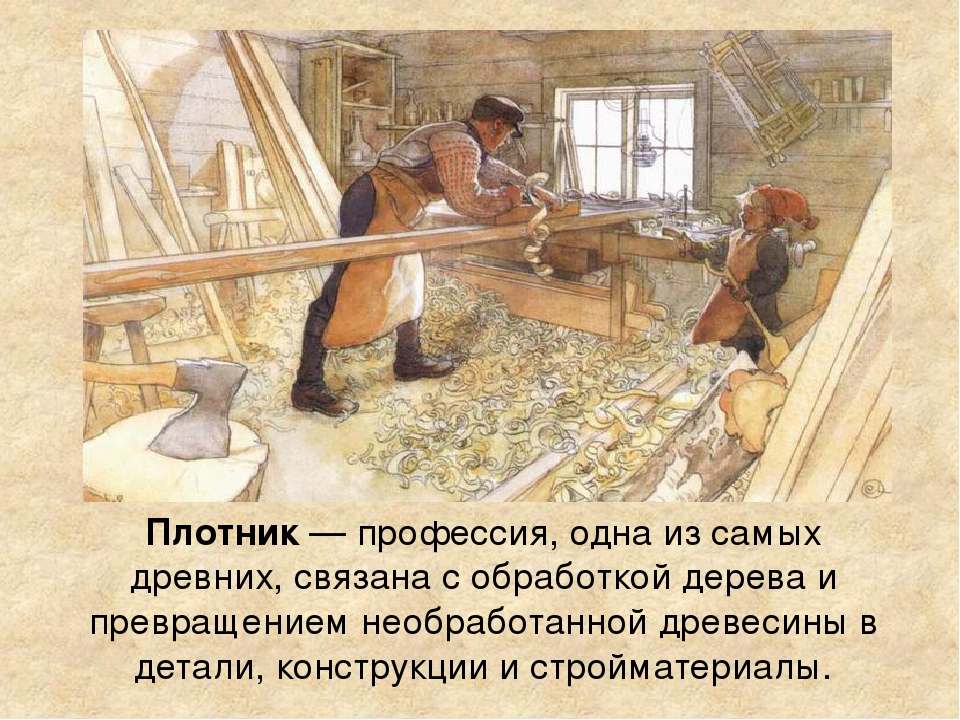 Плотник — профессия, одна из самых
древних, связана с обработкой дерева и
превращением необработанной древесины в
детали, конструкции и стройматериалы.